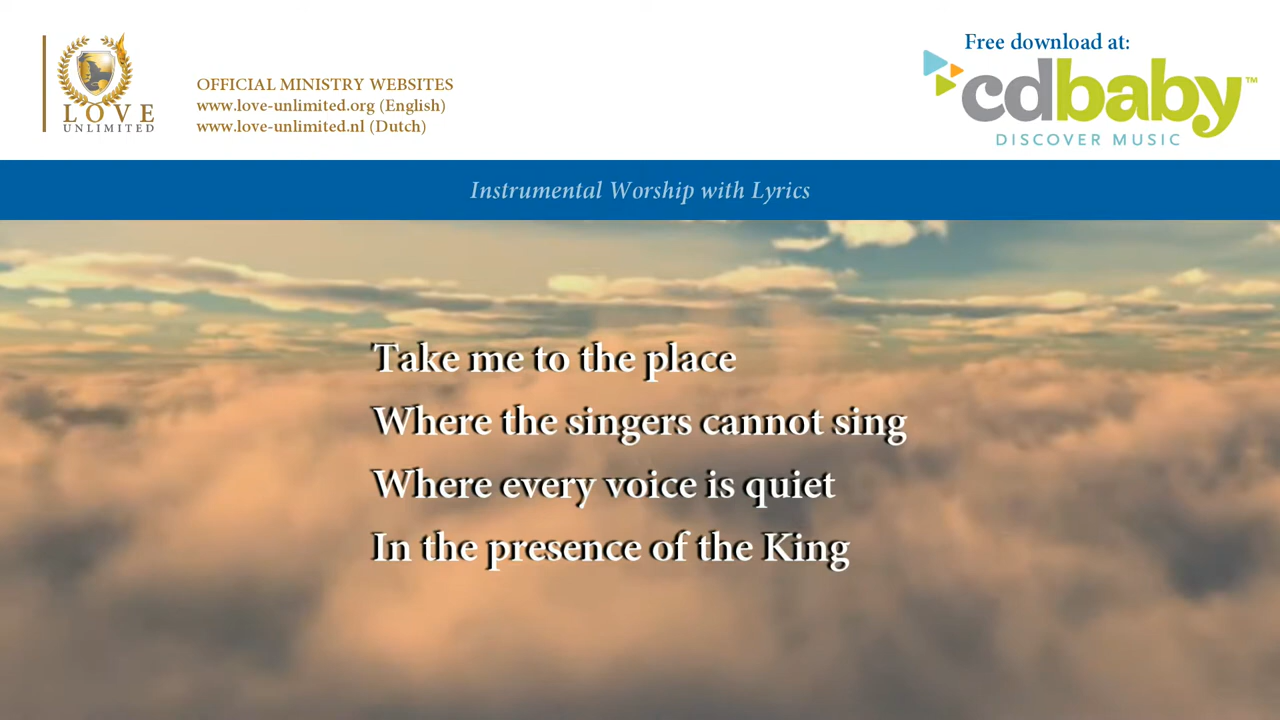 LOVE
UNLIMITED
OFFICIAL MINISTRY WEBSITES
www.love-unlimited.org (English)
www.love-unlimited.nl (Dutch)
Free download at:
cdbaby™
DISCOVER MUSIC
Instrumental Worship with Lyrics
Take me to the place
Where the singers cannot sing
Where every voice is quiet
In the presence of the King